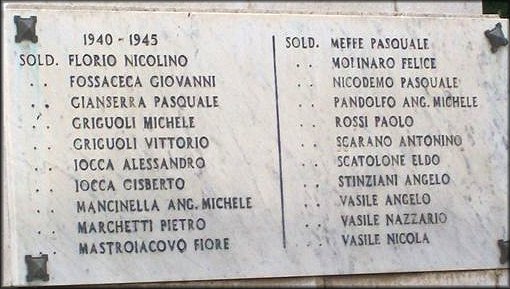 1940 - 1945
SOLD. FLORIO NICOLINO
.. FOSSACECA GIOVANNI
.. GIANSERRA PASQUALE
.. GRIGUOLI MICHELE
.. GRIGUOLI VITTORIO
.. IOCCA ALESSANDRO
.. IOCCA GISBERTO
.. MANCINELLA ANG. MICHELE
.. MARCHETTI PIETRO
.. MASTROIACOVO FIORE
SOLD. MEFFE PASQUALE
.. MOLINARO FELICE
.. NICODEMO PASQUALE
.. PANDOLFO ANG. MICHELE
.. ROSSI PAOLO
.. SCARANO ANTONINO
.. SCATOLONE ELDO
.. STINZIANI ANGELO
.. VASILE ANGELO
.. VASILE NAZZARIO
.. VASILE NICOLA